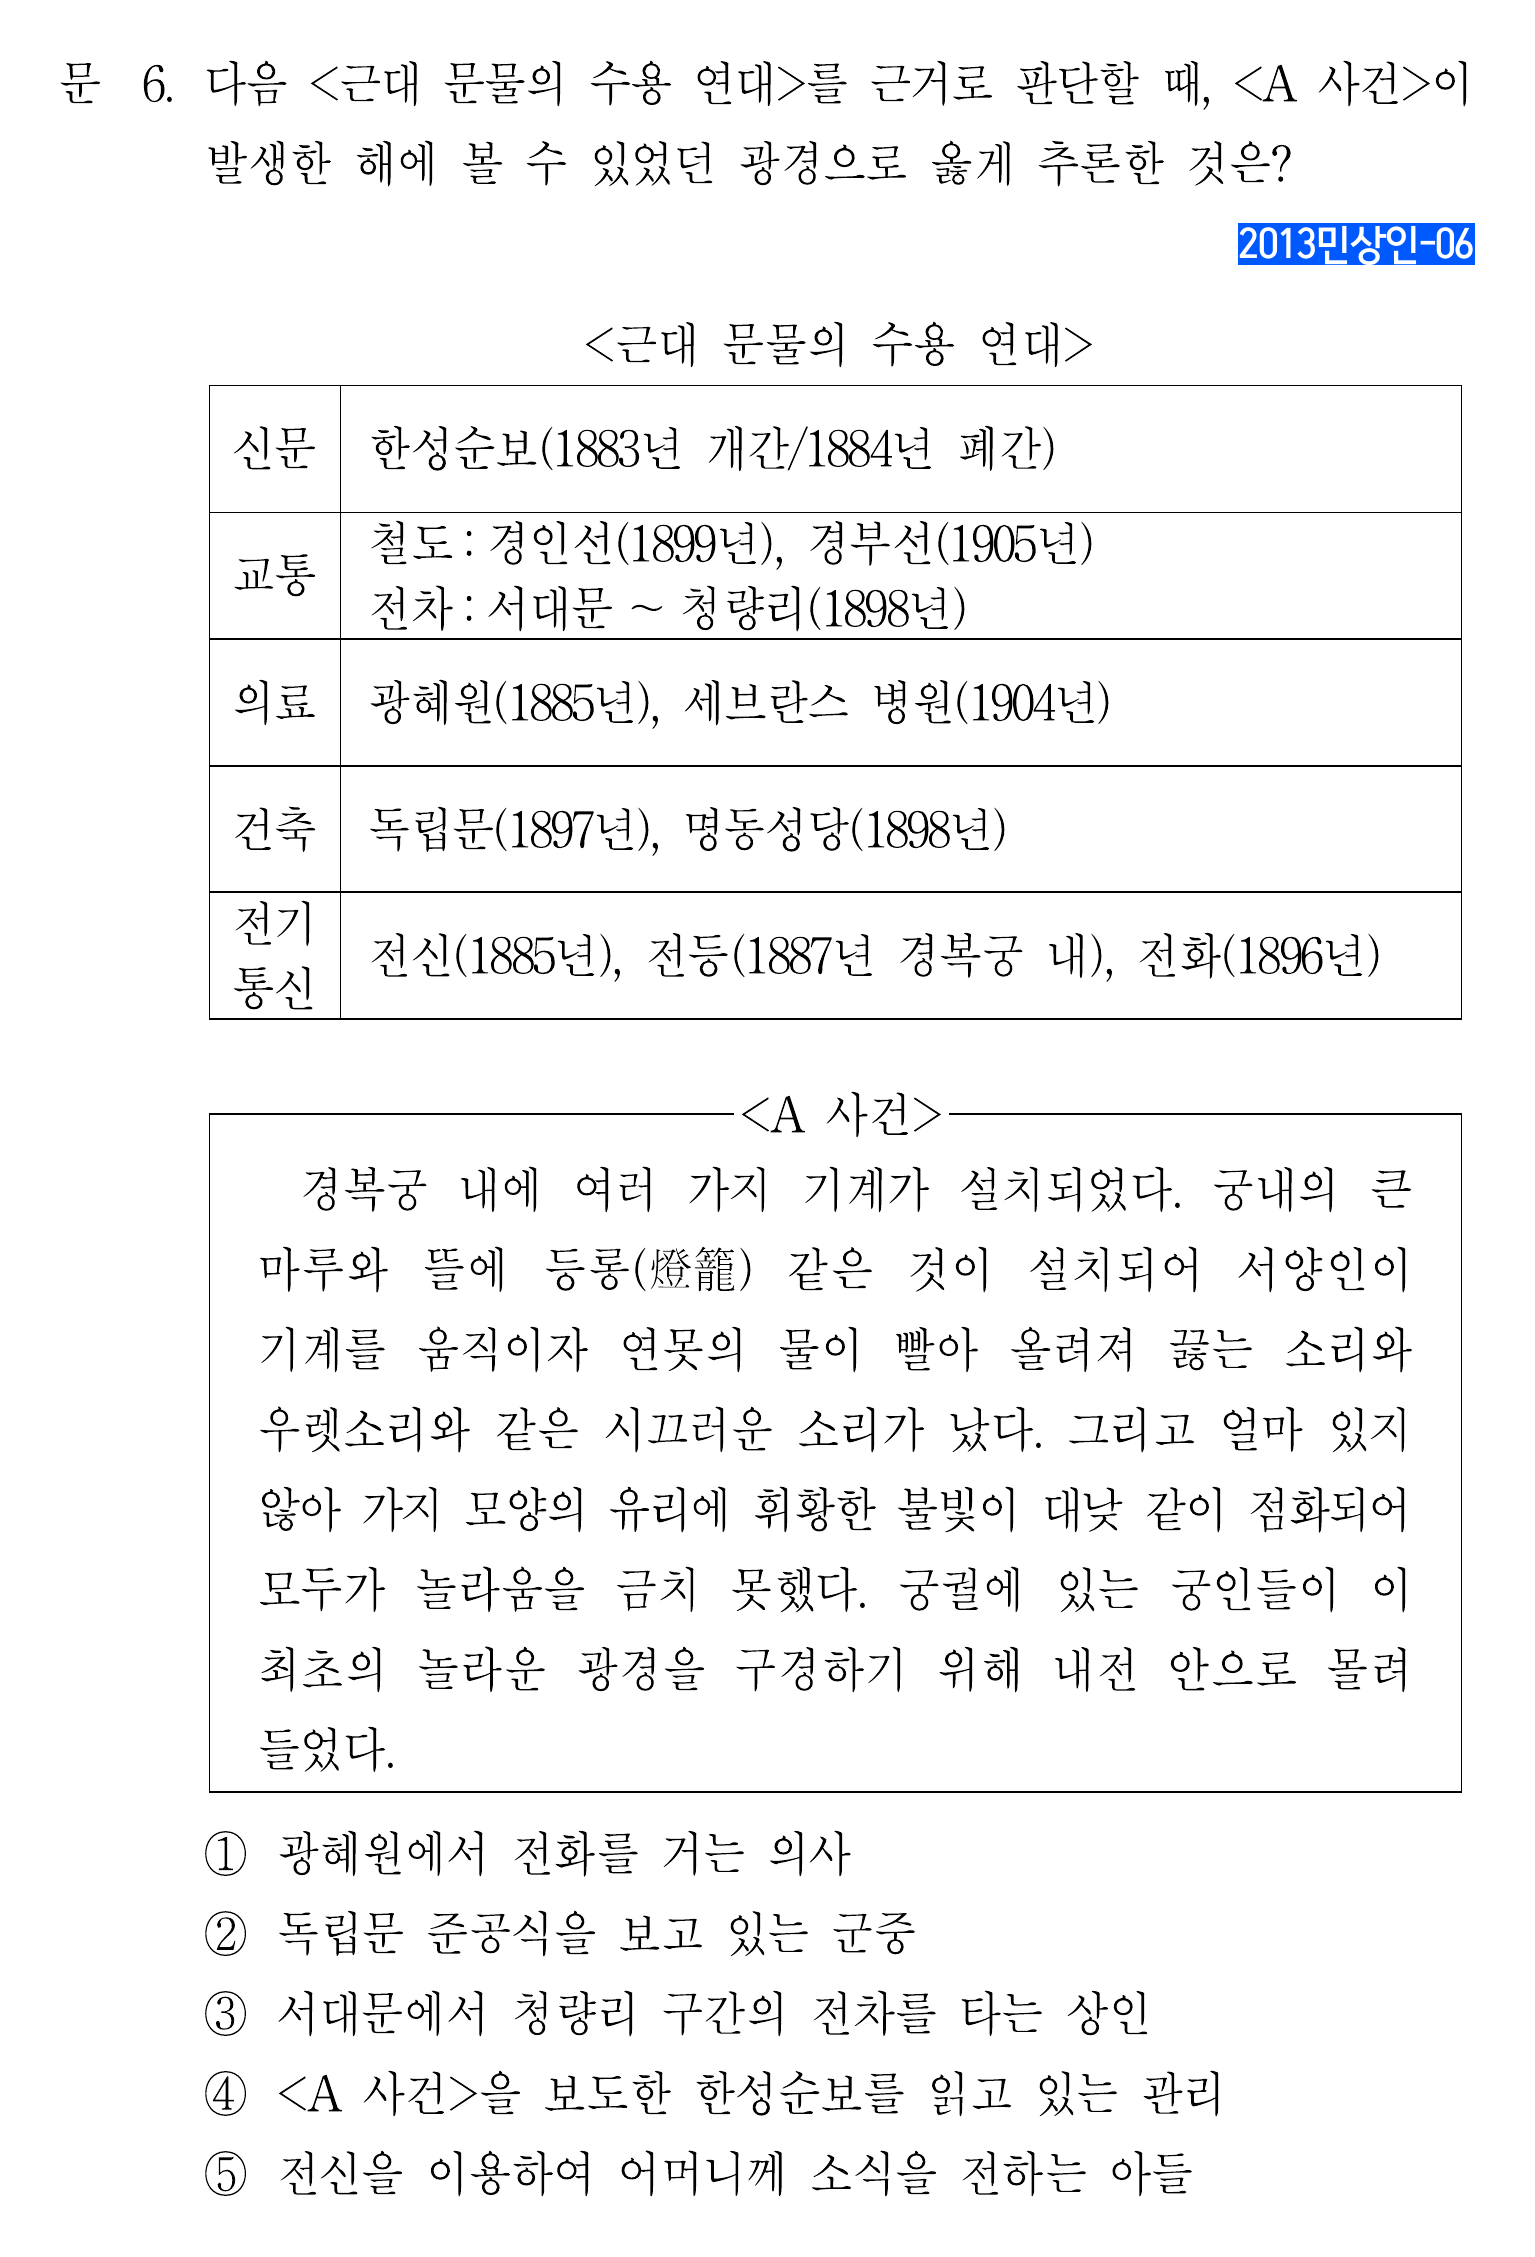 문 6. 다음 <근대 문물의 수용 연대>를 근거로 판단할 때, <A 사건>이
발생한 해에 볼 수 있었던 광경으로 옳게 추론한 것은?
2013민상인-06
<근대 문물의 수용 연대>
신문 한성순보(1883년 개간/1884년 폐간)
교통 철도 : 경인선(1899년), 경부선(1905년)
전차 : 서대문 ~ 청량리(1898년)
의료 광혜원(1885년), 세브란스 병원(1904년)
건축 독립문(1897년), 명동성당(1898년)
전기
통신 전신(1885년), 전등(1887년 경복궁 내), 전화(1896년)
<A 사건>
경복궁 내에 여러 가지 기계가 설치되었다. 궁내의 큰
마루와 뜰에 등롱(燈籠) 같은 것이 설치되어 서양인이
기계를 움직이자 연못의 물이 빨아 올려져 끓는 소리와
우렛소리와 같은 시끄러운 소리가 났다. 그리고 얼마 있지
않아 가지 모양의 유리에 휘황한 불빛이 대낮 같이 점화되어
모두가 놀라움을 금치 못했다. 궁궐에 있는 궁인들이 이
최초의 놀라운 광경을 구경하기 위해 내전 안으로 몰려
들었다.
① 광혜원에서 전화를 거는 의사
② 독립문 준공식을 보고 있는 군중
③ 서대문에서 청량리 구간의 전차를 타는 상인
④ <A 사건>을 보도한 한성순보를 읽고 있는 관리
⑤ 전신을 이용하여 어머니께 소식을 전하는 아들